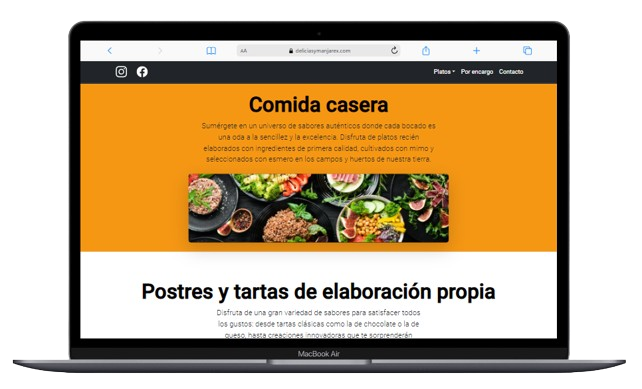 AA
deliciasymanjares.com
Platos
Por encargo
Contacto
Comida casera
Sumérgete en un universo de sabores auténticos donde cada bocado es
una oda a la sencillez y la excelencia. Disfruta de platos recién
elaborados con ingredientes de primera calidad, cultivados con mimo y
seleccionados con esmero en los campos y huertos de nuestra tierra.
Postres y tartas de elaboración propia
Disfruta de una gran variedad de sabores para satisfacer todos
los gustos: desde tartas clásicas como la de chocolate o la de
queso, hasta creaciones innovadoras que te sorprenderán
MacBook Air